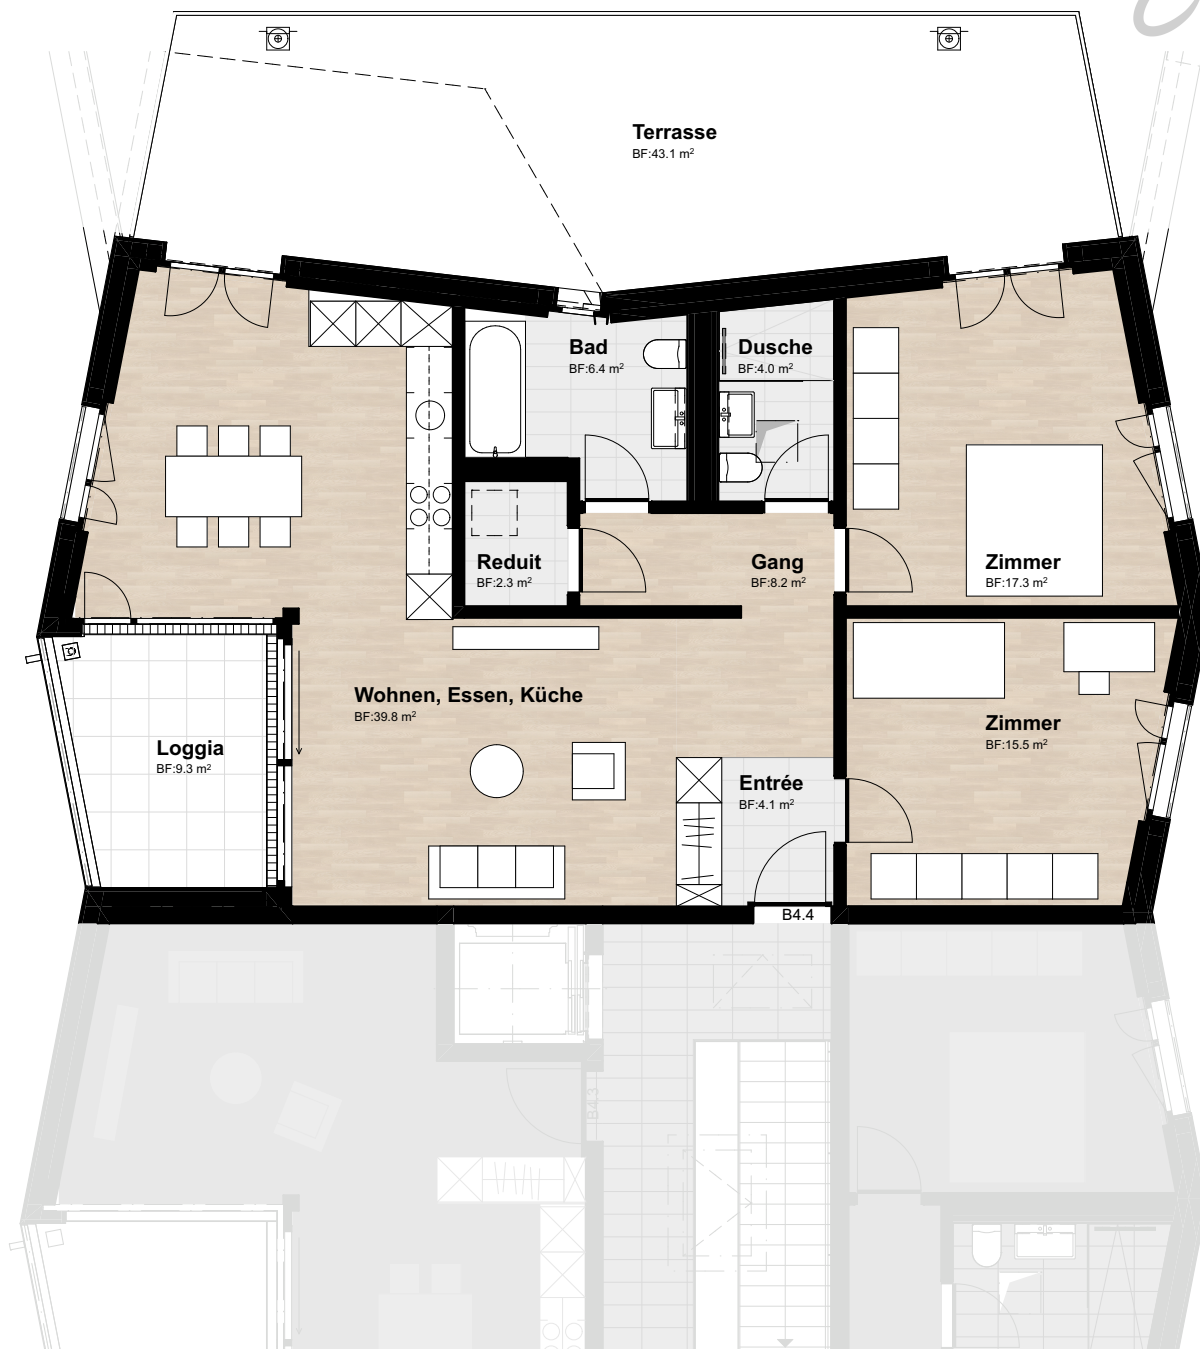 Terrasse
BF:43.1 m²
Bad
BF:6.4 m²
Dusche
BF:4.0 m²
Reduit
BF:2.3 m²
Gang
BF:8.2 m²
Zimmer
BF:17.3 m²
Wohnen, Essen, Küche
BF:39.8 m²
Zimmer
BF:15.5 m²
Loggia
BF:9.3 m²
Entrée
BF:4.1 m²
B4.4
B4.3